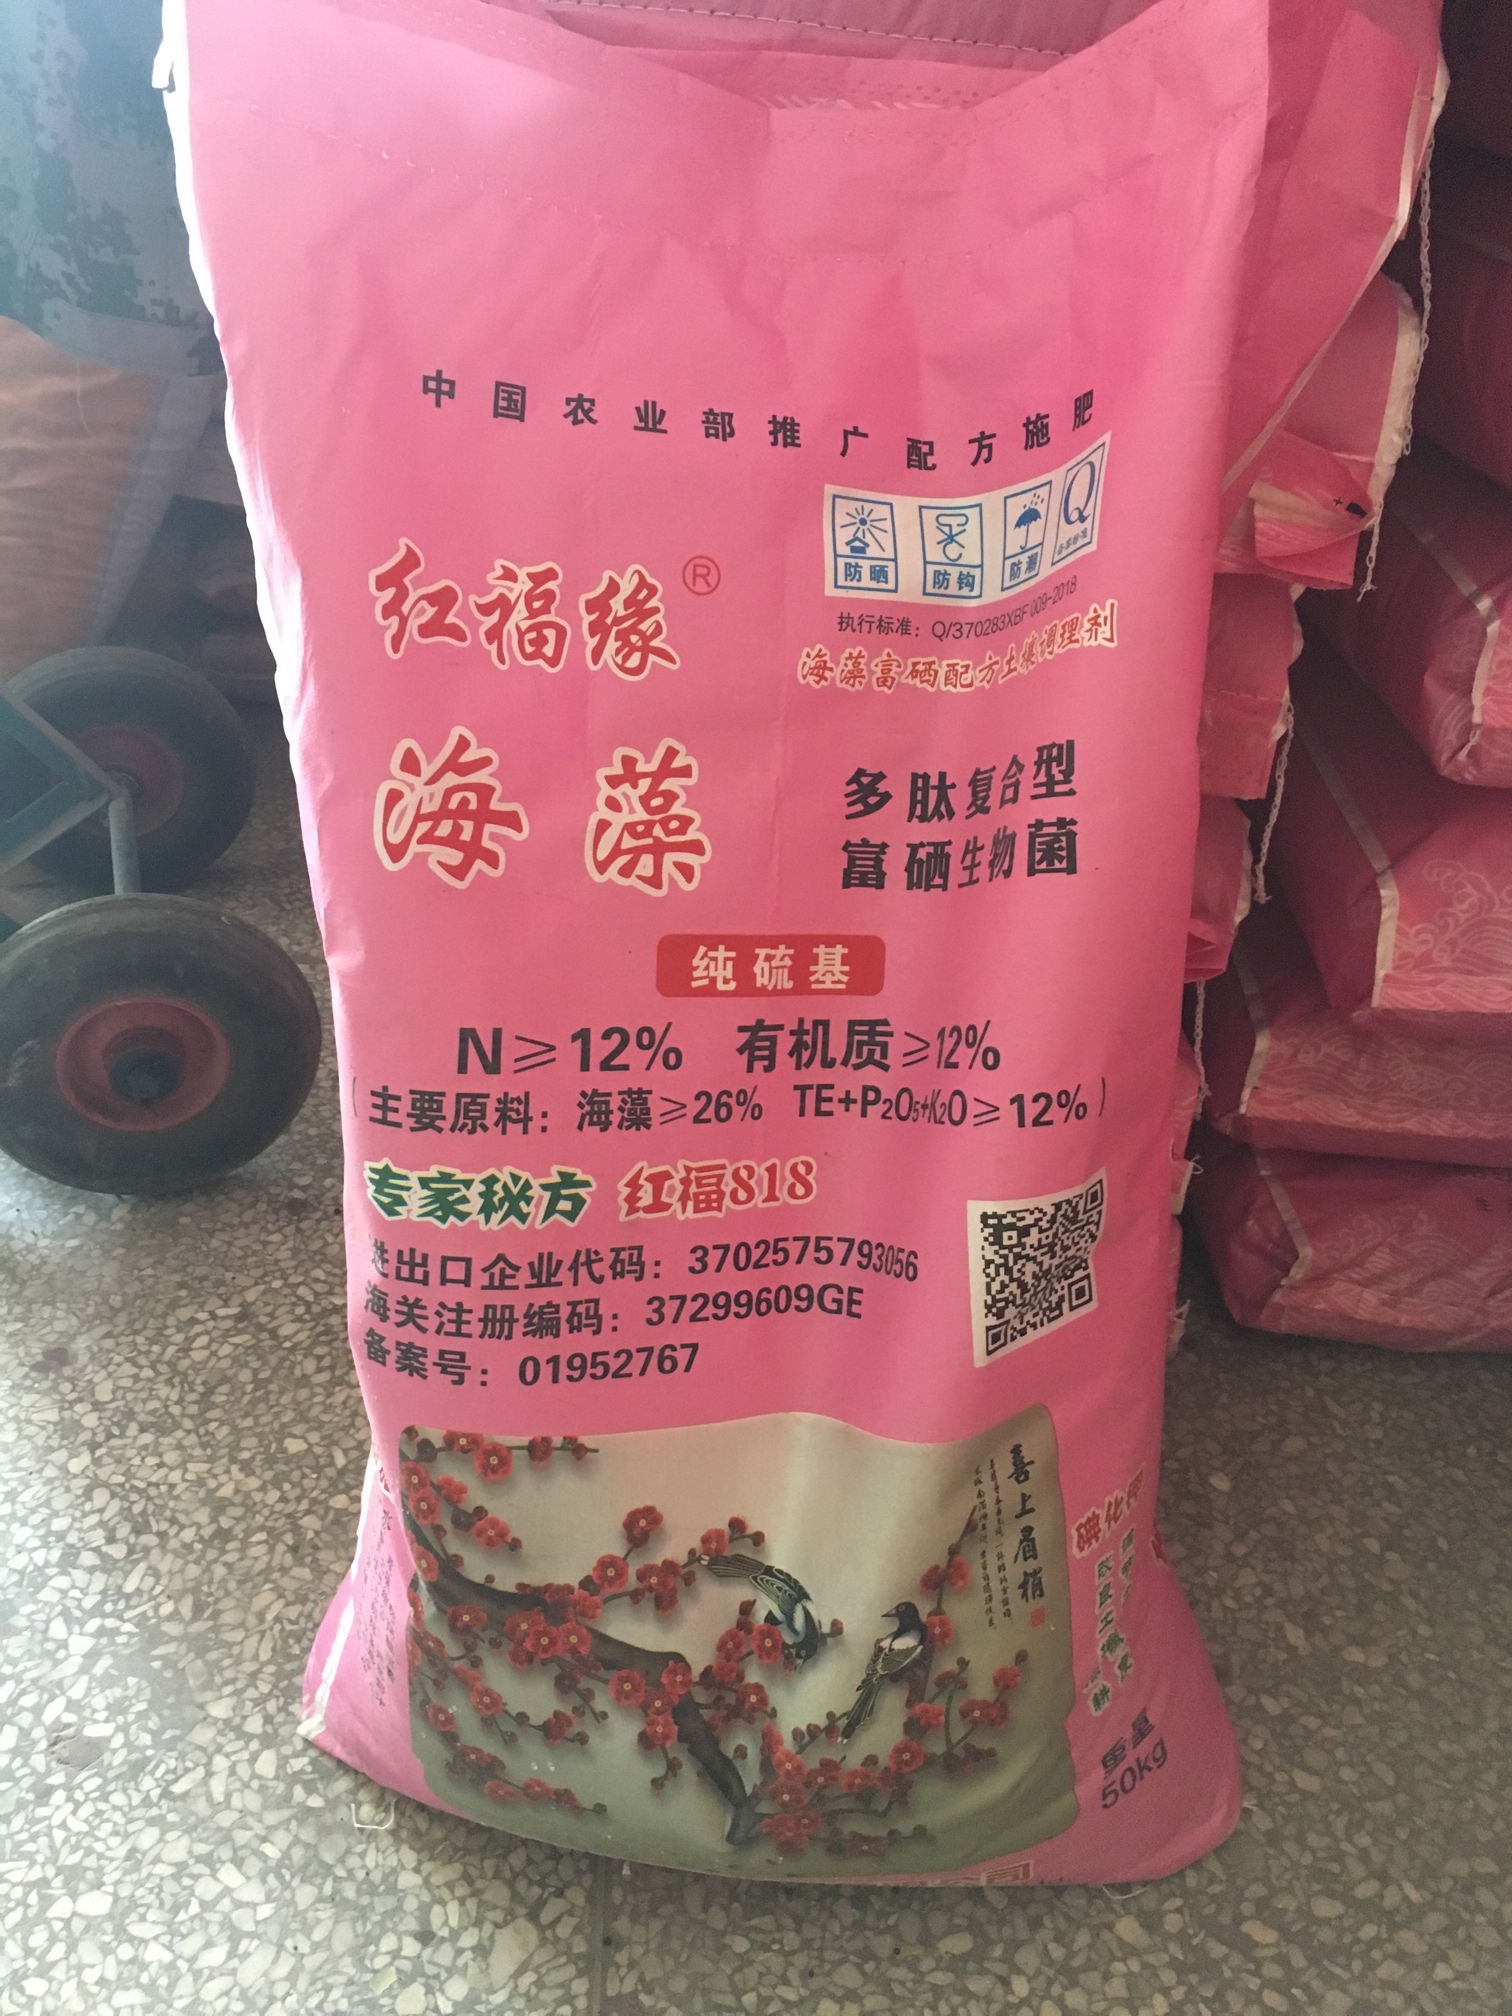 中国农业部推广配方施肥
防晒 防钩 防潮 Q
执行标准：Q/370283XBF009-2018
红福缘®
海藻富硒配方土壤调理剂
海藻
多肽复合型
富硒生物菌
纯硫基
N≥12% 有机质≥12%
(主要原料：海藻≥26% TE+P₂O₅+K₂O≥12%)
专家秘方 红福818
进出口企业代码：3702575793056
海关注册编码：37299609GE
备案号：01952767
喜上眉梢
50kg